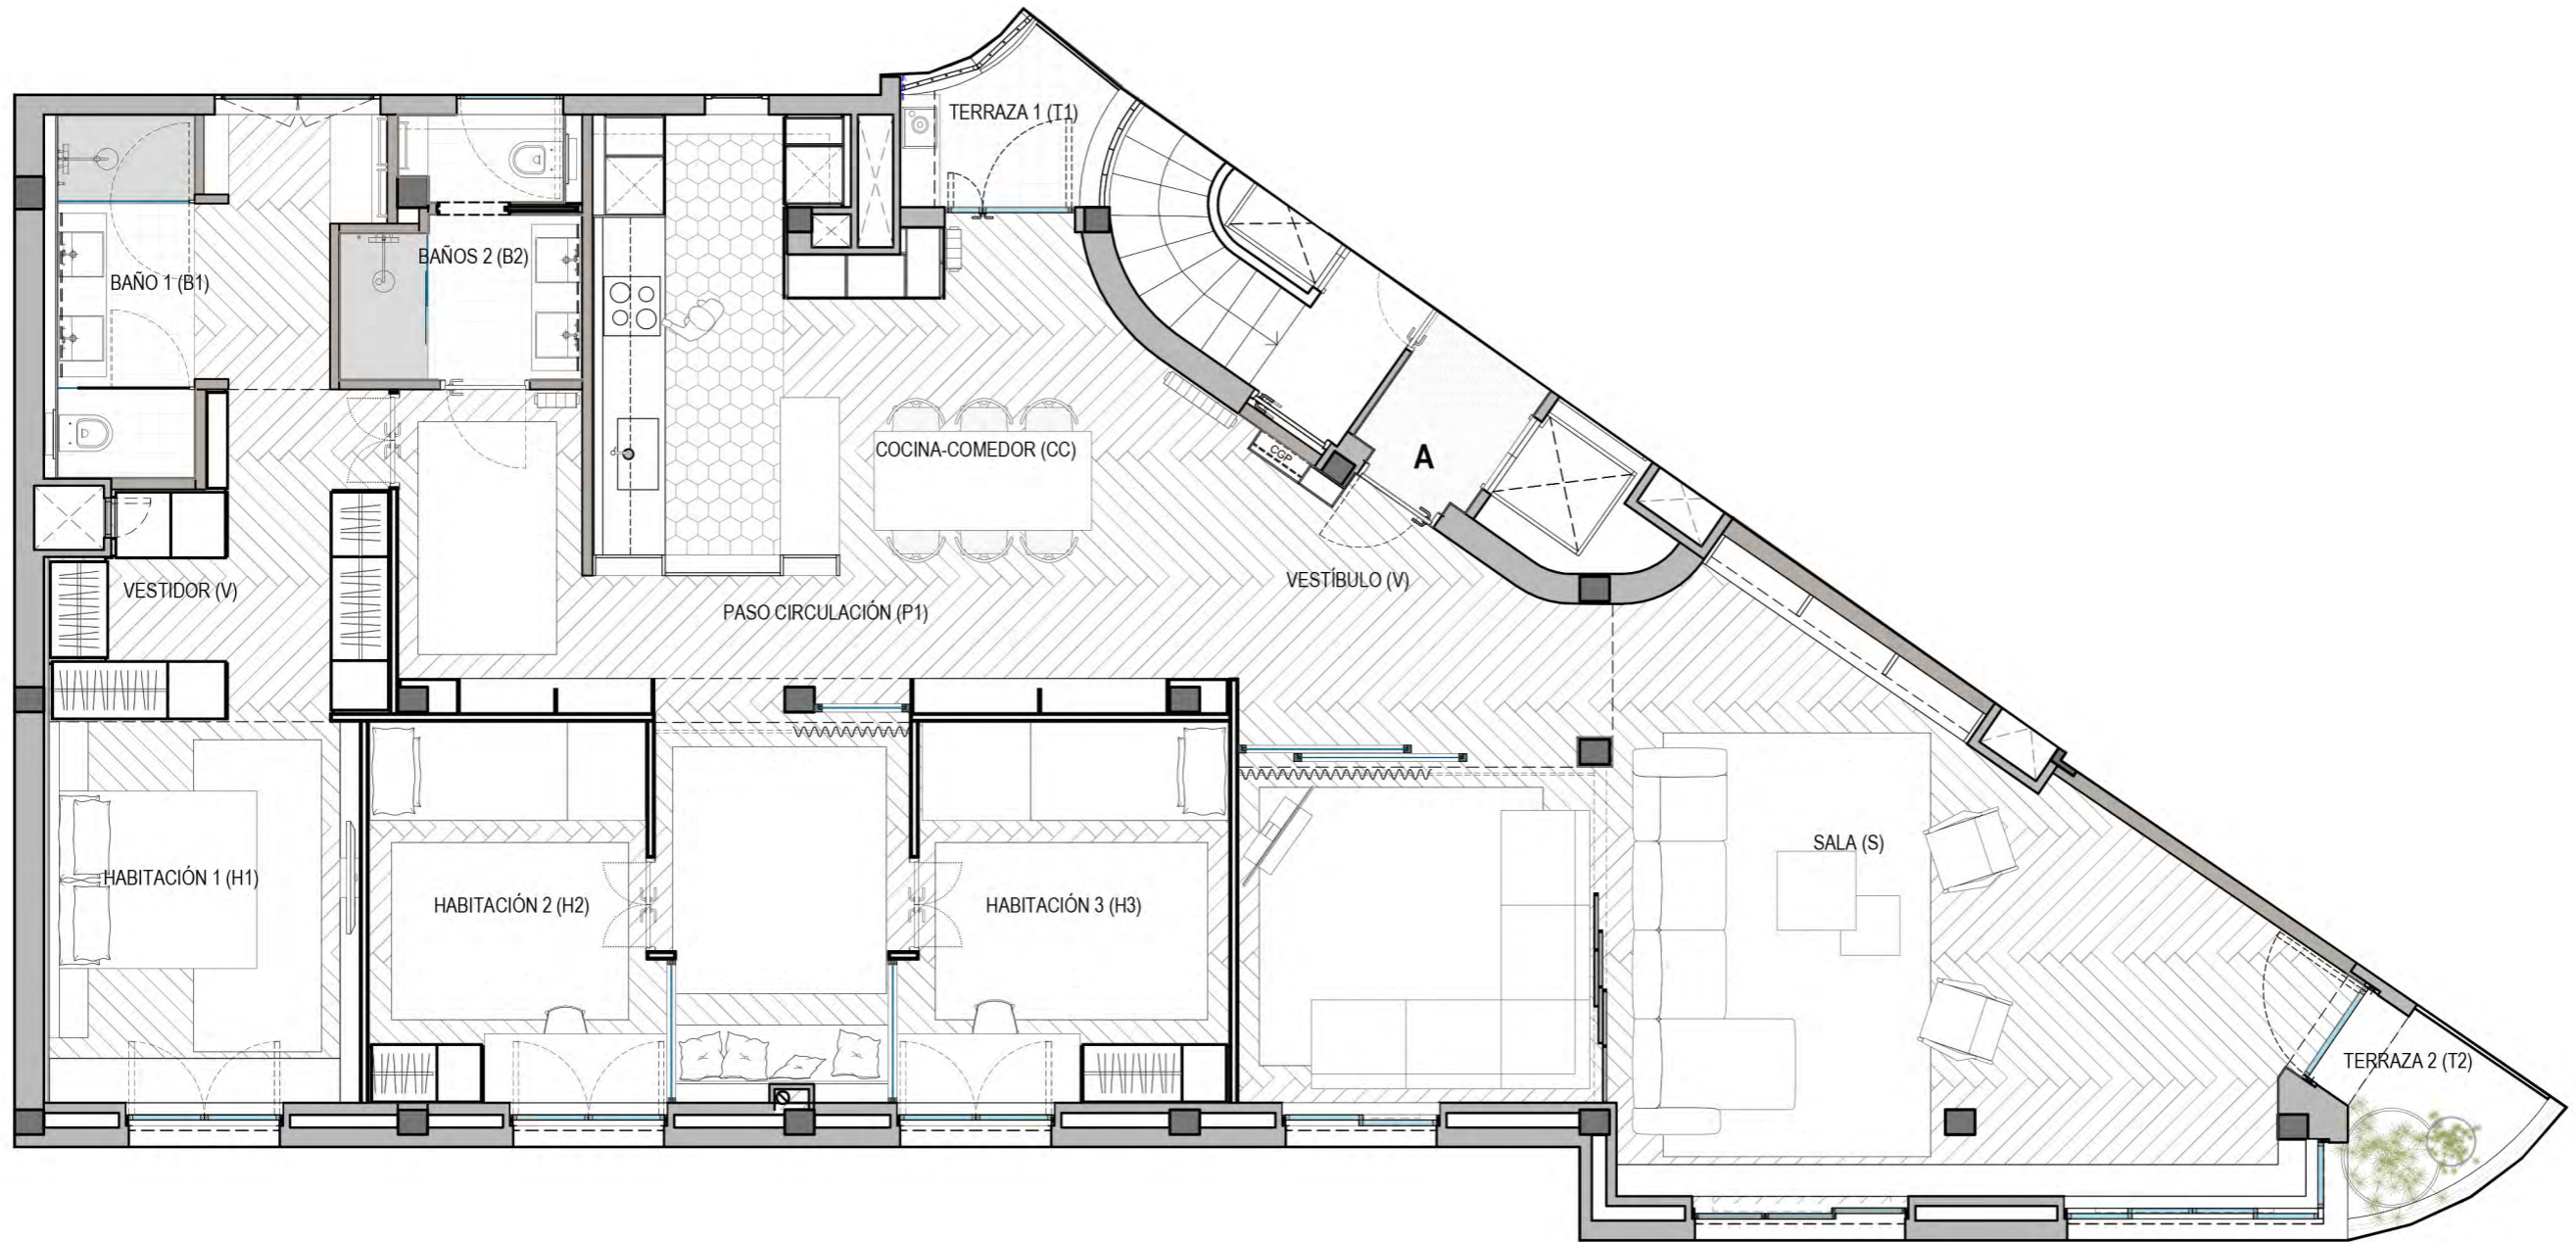 TERRAZA 1 (T1)
BAÑOS 2 (B2)
BAÑO 1 (B1)
COCINA-COMEDOR (CC)
CGP
A
VESTÍBULO (V)
VESTIDOR (V)
PASO CIRCULACIÓN (P1)
SALA (S)
HABITACIÓN 1 (H1)
HABITACIÓN 2 (H2)
HABITACIÓN 3 (H3)
TERRAZA 2 (T2)